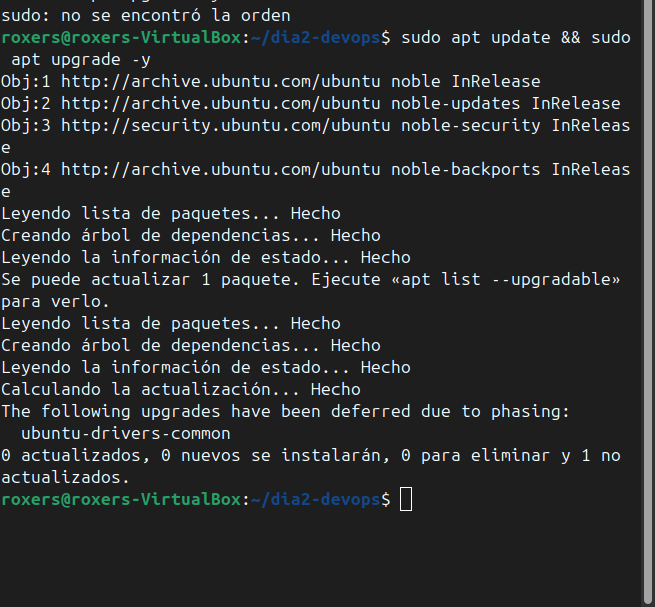 sudo: no se encontró la orden
roxers@roxers-VirtualBox:~/dia2-devops$ sudo apt update && sudo
 apt upgrade -y
Obj:1 http://archive.ubuntu.com/ubuntu noble InRelease
Obj:2 http://archive.ubuntu.com/ubuntu noble-updates InRelease
Obj:3 http://security.ubuntu.com/ubuntu noble-security InReleas
e
Obj:4 http://archive.ubuntu.com/ubuntu noble-backports InReleas
e
Leyendo lista de paquetes... Hecho
Creando árbol de dependencias... Hecho
Leyendo la información de estado... Hecho
Se puede actualizar 1 paquete. Ejecute «apt list --upgradable»
para verlo.
Leyendo lista de paquetes... Hecho
Creando árbol de dependencias... Hecho
Leyendo la información de estado... Hecho
Calculando la actualización... Hecho
The following upgrades have been deferred due to phasing:
  ubuntu-drivers-common
0 actualizados, 0 nuevos se instalarán, 0 para eliminar y 1 no
actualizados.
roxers@roxers-VirtualBox:~/dia2-devops$